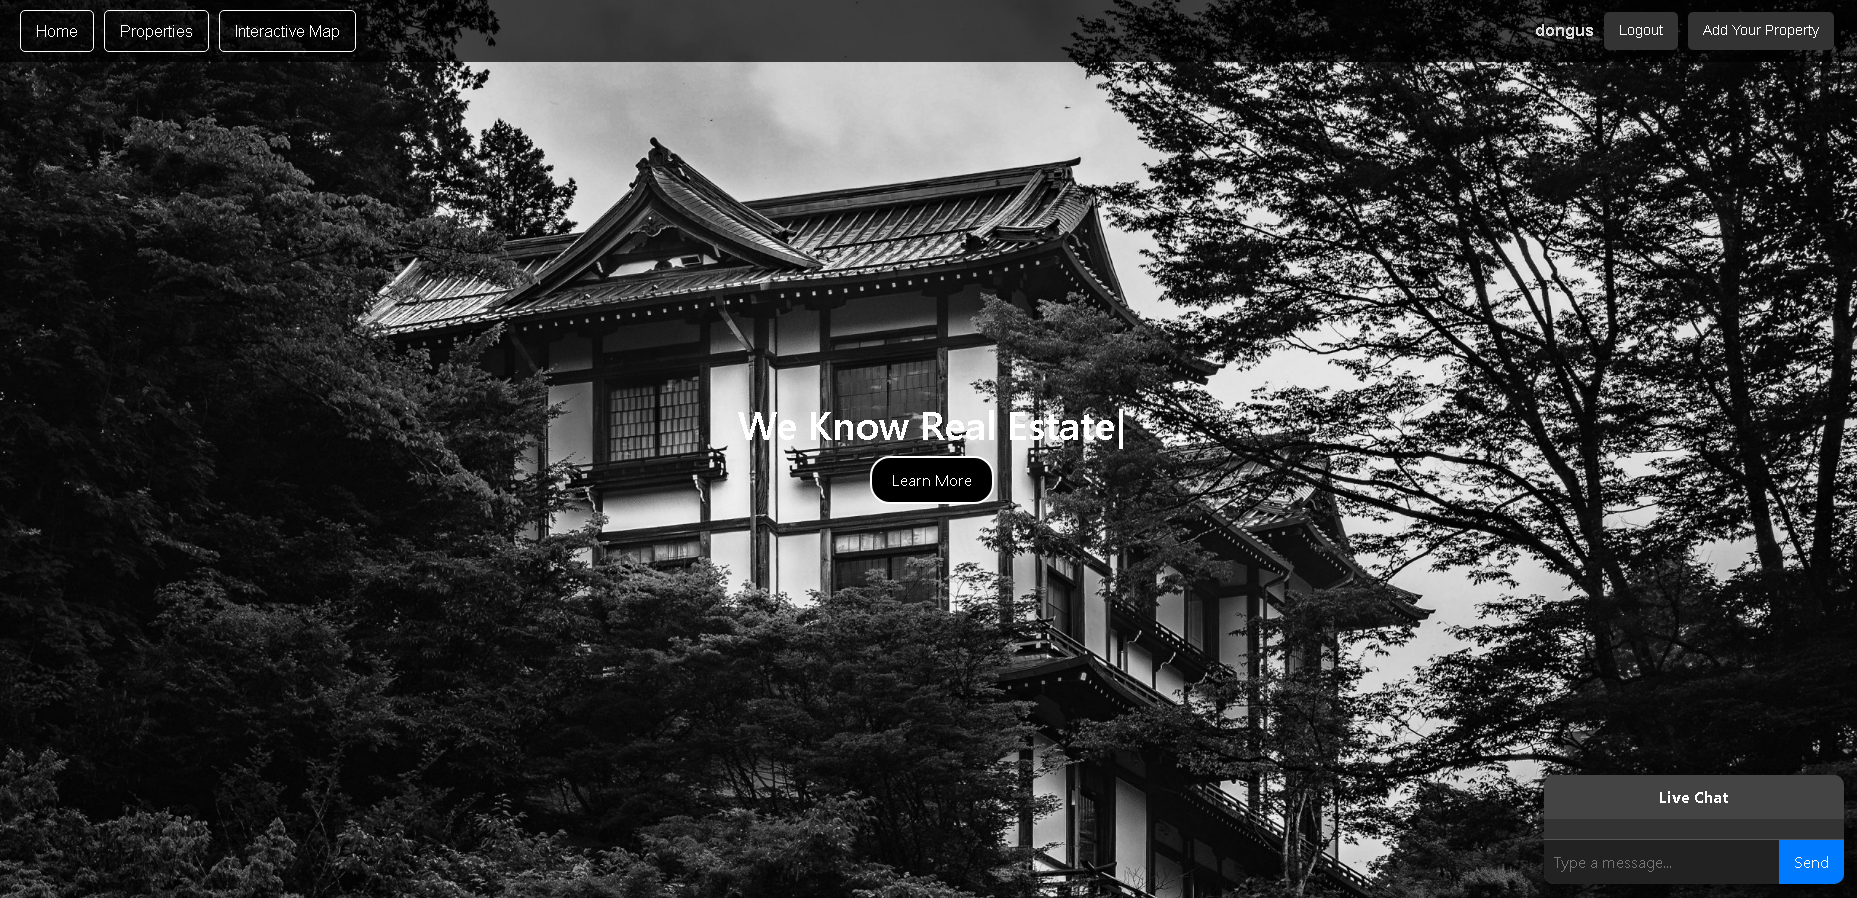 Home Properties Interactive Map dongus Logout Add Your Property
We Know Real Estate|
Learn More
Live Chat
Type a message... Send